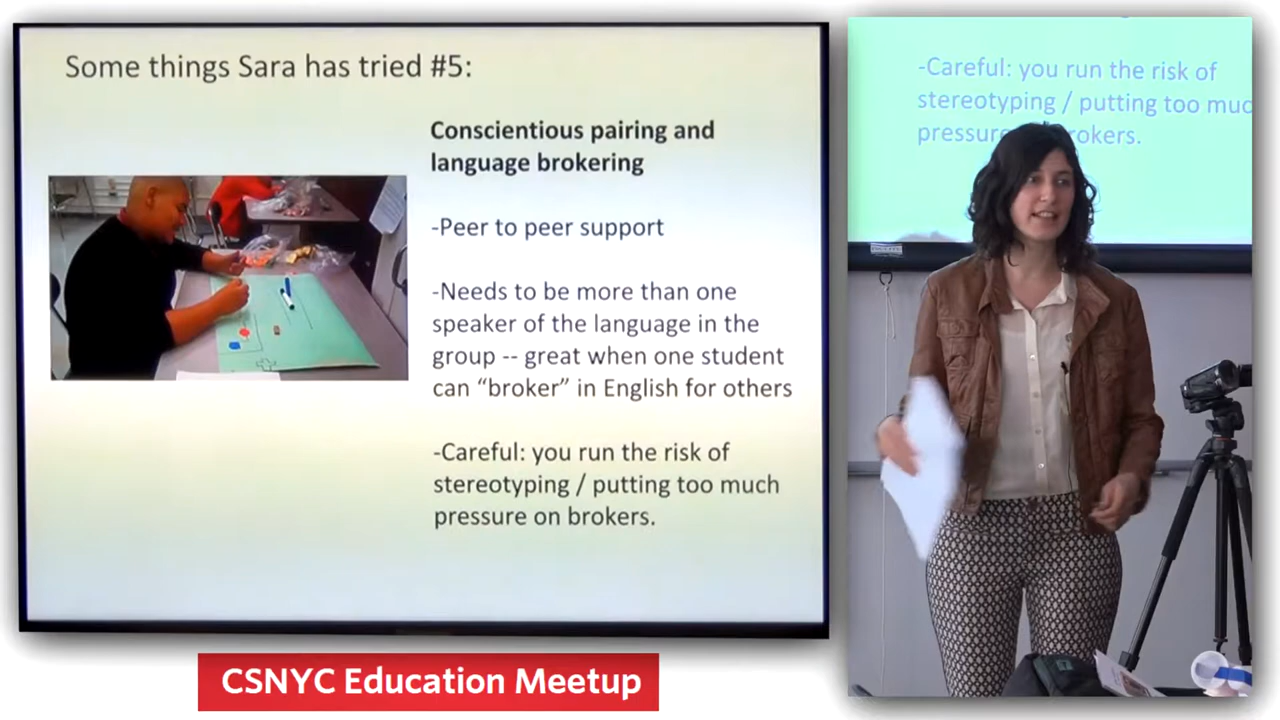 Some things Sara has tried #5:
Conscientious pairing and
language brokering
-Peer to peer support
-Needs to be more than one
speaker of the language in the
group -- great when one student
can “broker” in English for others
-Careful: you run the risk of
stereotyping / putting too much
pressure on brokers.
-Careful: you run the risk of
stereotyping / putting too muc
pressure okers.
CSNYC Education Meetup